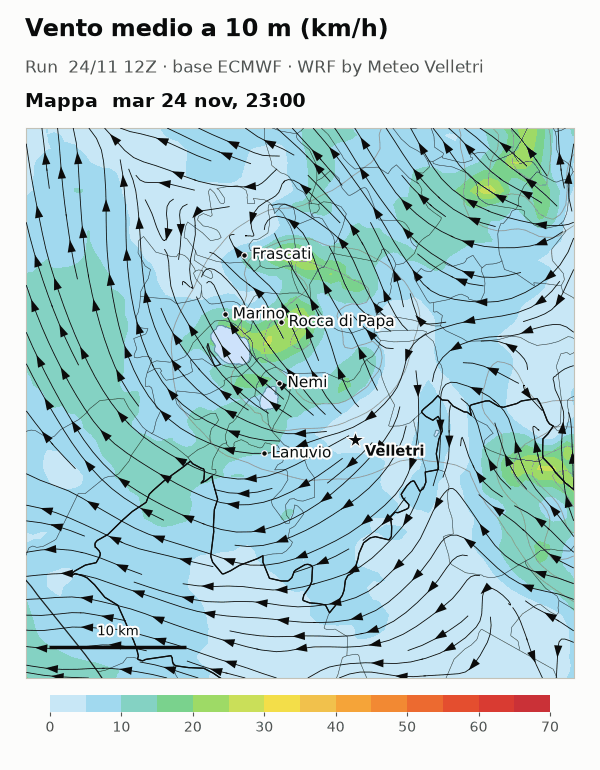 Vento medio a 10 m (km/h)
Run  24/11 12Z · base ECMWF · WRF by Meteo Velletri
Mappa  mar 24 nov, 23:00
Frascati
Marino
Rocca di Papa
Nemi
Velletri
Lanuvio
10 km
0 10 20 30 40 50 60 70